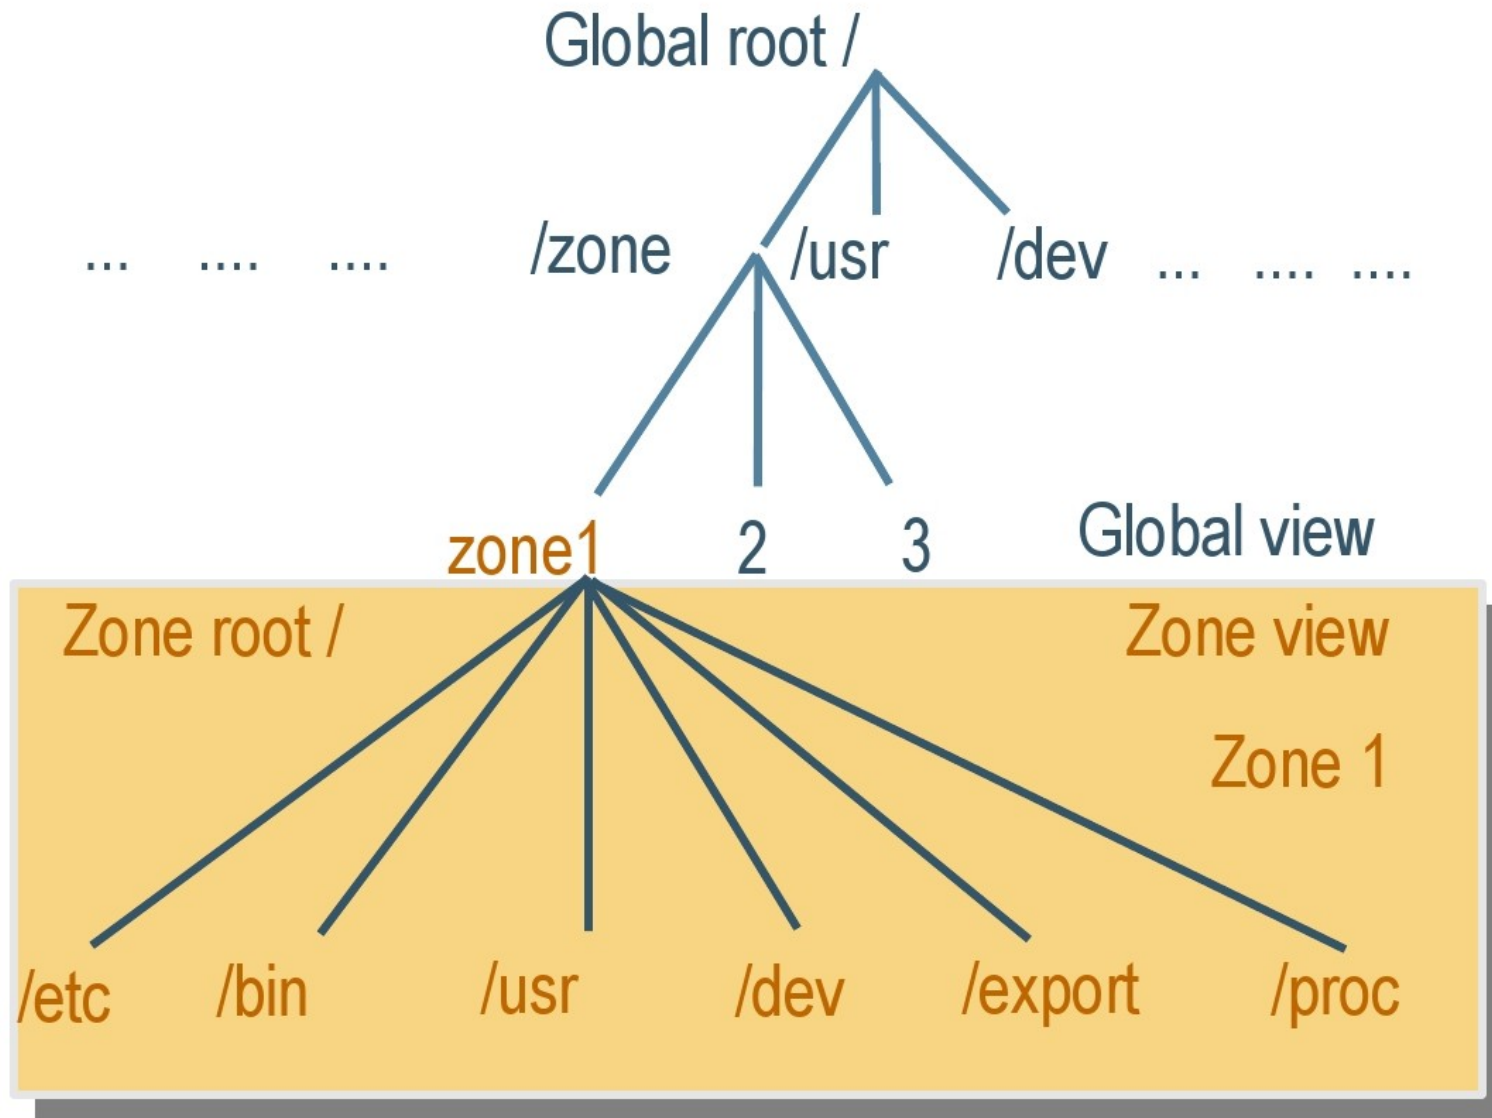 Global root /
... .... .... /zone /usr /dev ... .... ....
zone1 2 3 Global view
Zone root / Zone view
Zone 1
/etc /bin /usr /dev /export /proc